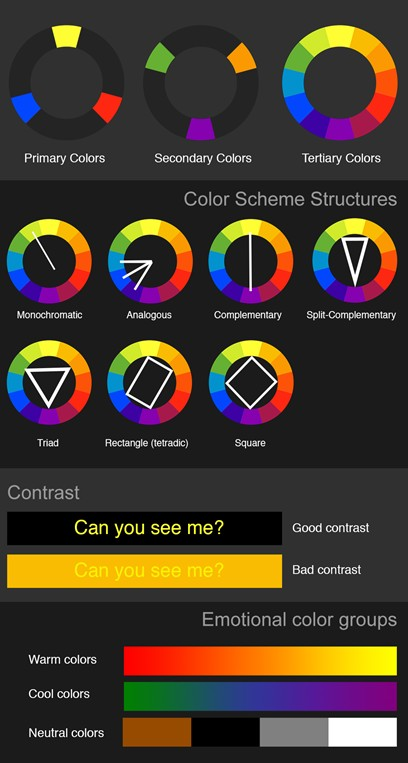 Primary Colors
Secondary Colors
Tertiary Colors
Color Scheme Structures
Monochromatic
Analogous
Complementary
Split-Complementary
Triad
Rectangle (tetradic)
Square
Contrast
Can you see me?
Good contrast
Can you see me?
Bad contrast
Emotional color groups
Warm colors
Cool colors
Neutral colors